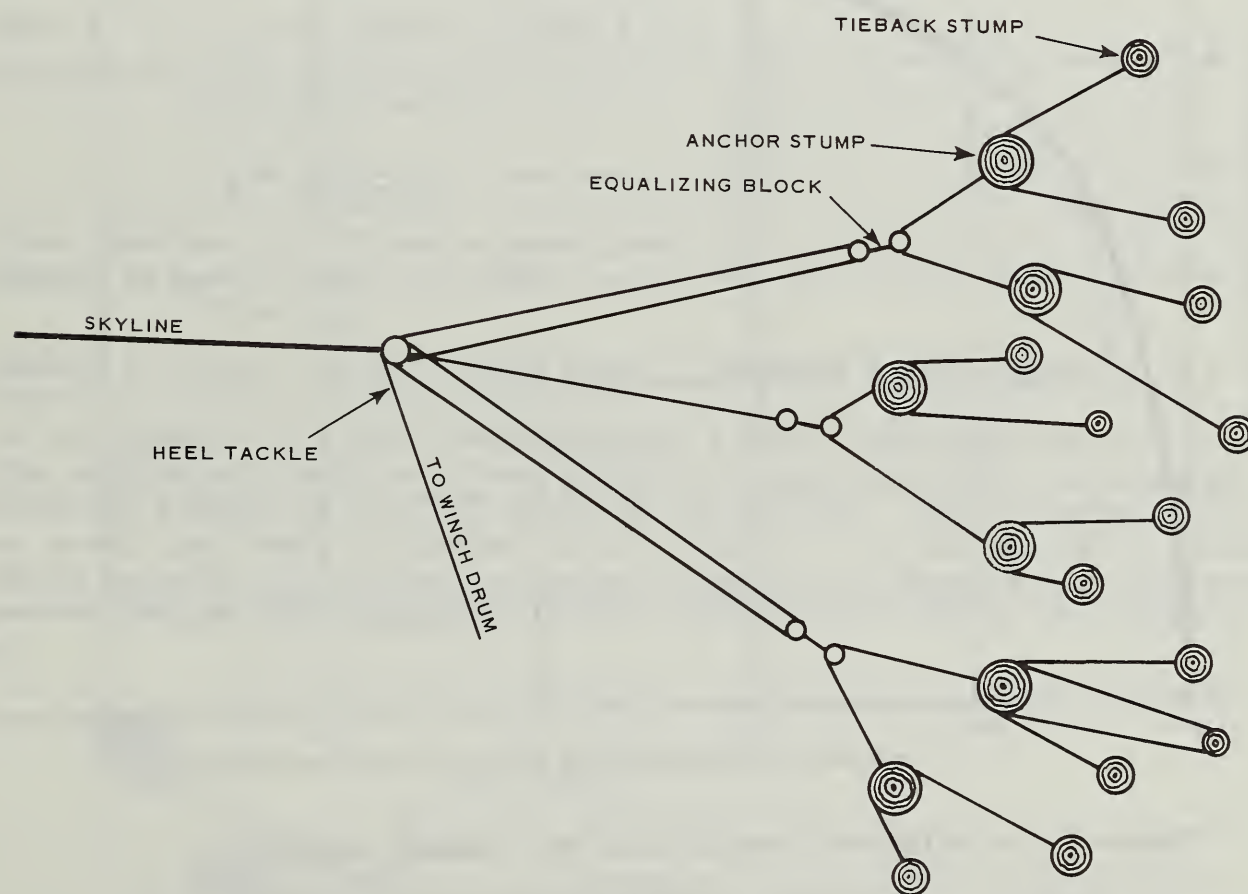 TIEBACK STUMP
ANCHOR STUMP
EQUALIZING BLOCK
SKYLINE
HEEL TACKLE
TO WINCH DRUM